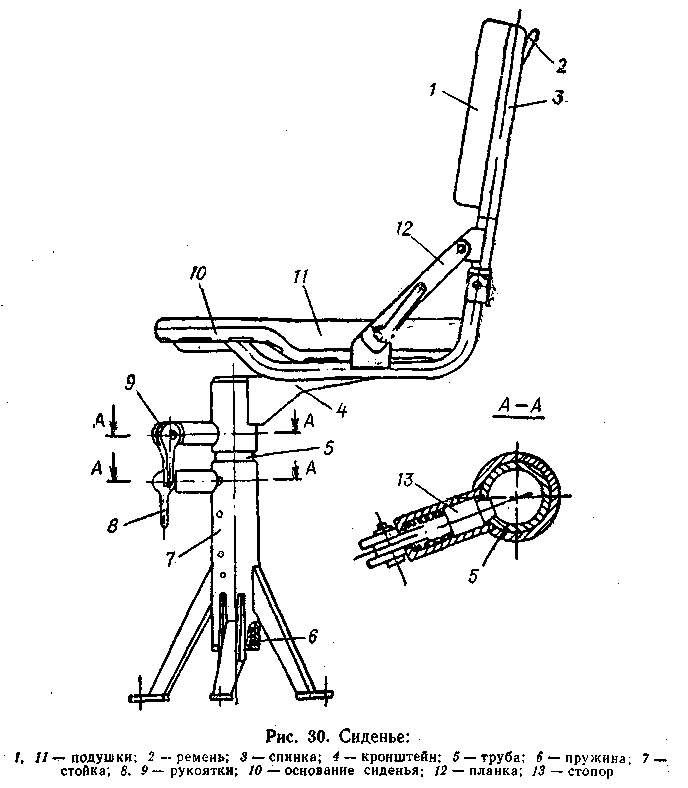 2
1
3
12
10
11
9
А
А
4
А–А
5
А
А
13
8
7
5
6
Рис. 30. Сиденье:
1, 11 — подушки; 2 — ремень; 3 — спинка; 4 — кронштейн; 5 — труба; 6 — пружина; 7 —
стойка; 8, 9 — рукоятки; 10 — основание сиденья; 12 — планка; 13 — стопор